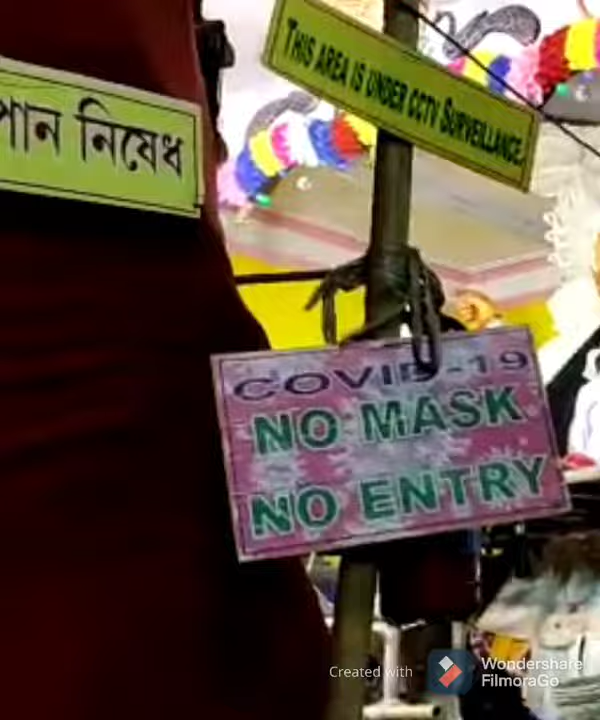 THIS AREA IS UNDER CCTV SURVEILLANCE.
পান নিষেধ
COVID-19
NO MASK
NO ENTRY
Created with
Wondershare
FilmoraGo